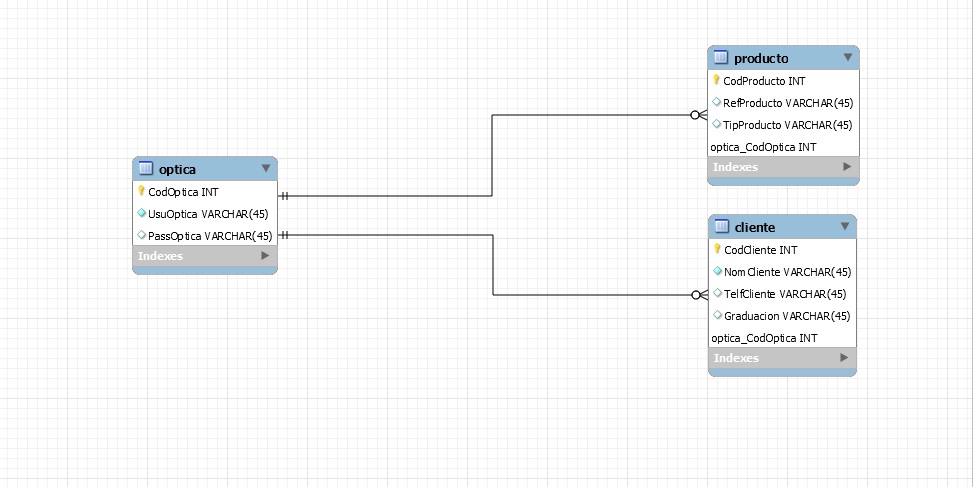 optica
CodOptica INT
UsuOptica VARCHAR(45)
PassOptica VARCHAR(45)
Indexes
producto
CodProducto INT
RefProducto VARCHAR(45)
TipProducto VARCHAR(45)
optica_CodOptica INT
Indexes
cliente
CodCliente INT
NomCliente VARCHAR(45)
TelfCliente VARCHAR(45)
Graduacion VARCHAR(45)
optica_CodOptica INT
Indexes